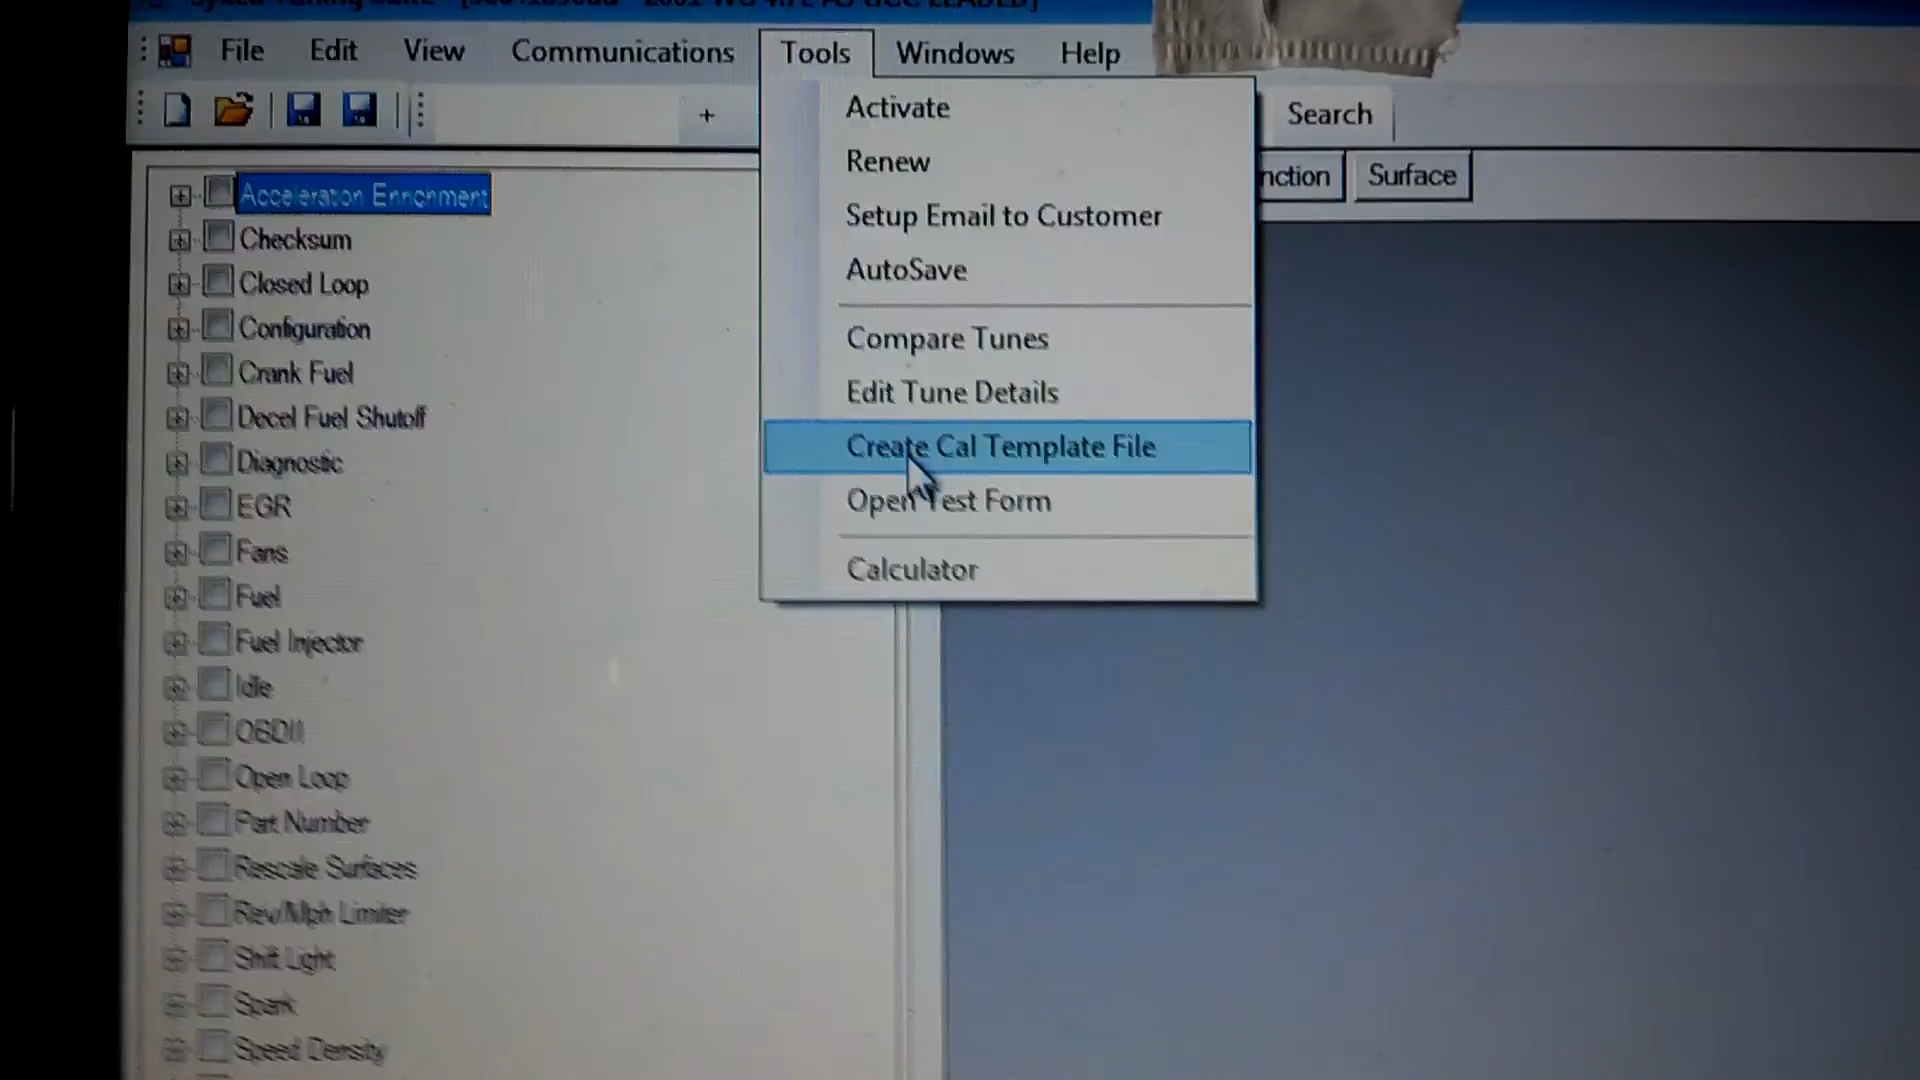 File Edit View Communications Tools Windows Help
+ Search
nction Surface
Activate
Renew
Setup Email to Customer
AutoSave
Compare Tunes
Edit Tune Details
Create Cal Template File
Open Test Form
Calculator
Acceleration Enrichment
Checksum
Closed Loop
Configuration
Crank Fuel
Decel Fuel Shutoff
Diagnostic
EGR
Fans
Fuel
Fuel Injector
Idle
OBDII
Open Loop
Part Number
Rescale Surfaces
Rev/Mph Limiter
Shift Light
Spark
Speed Density